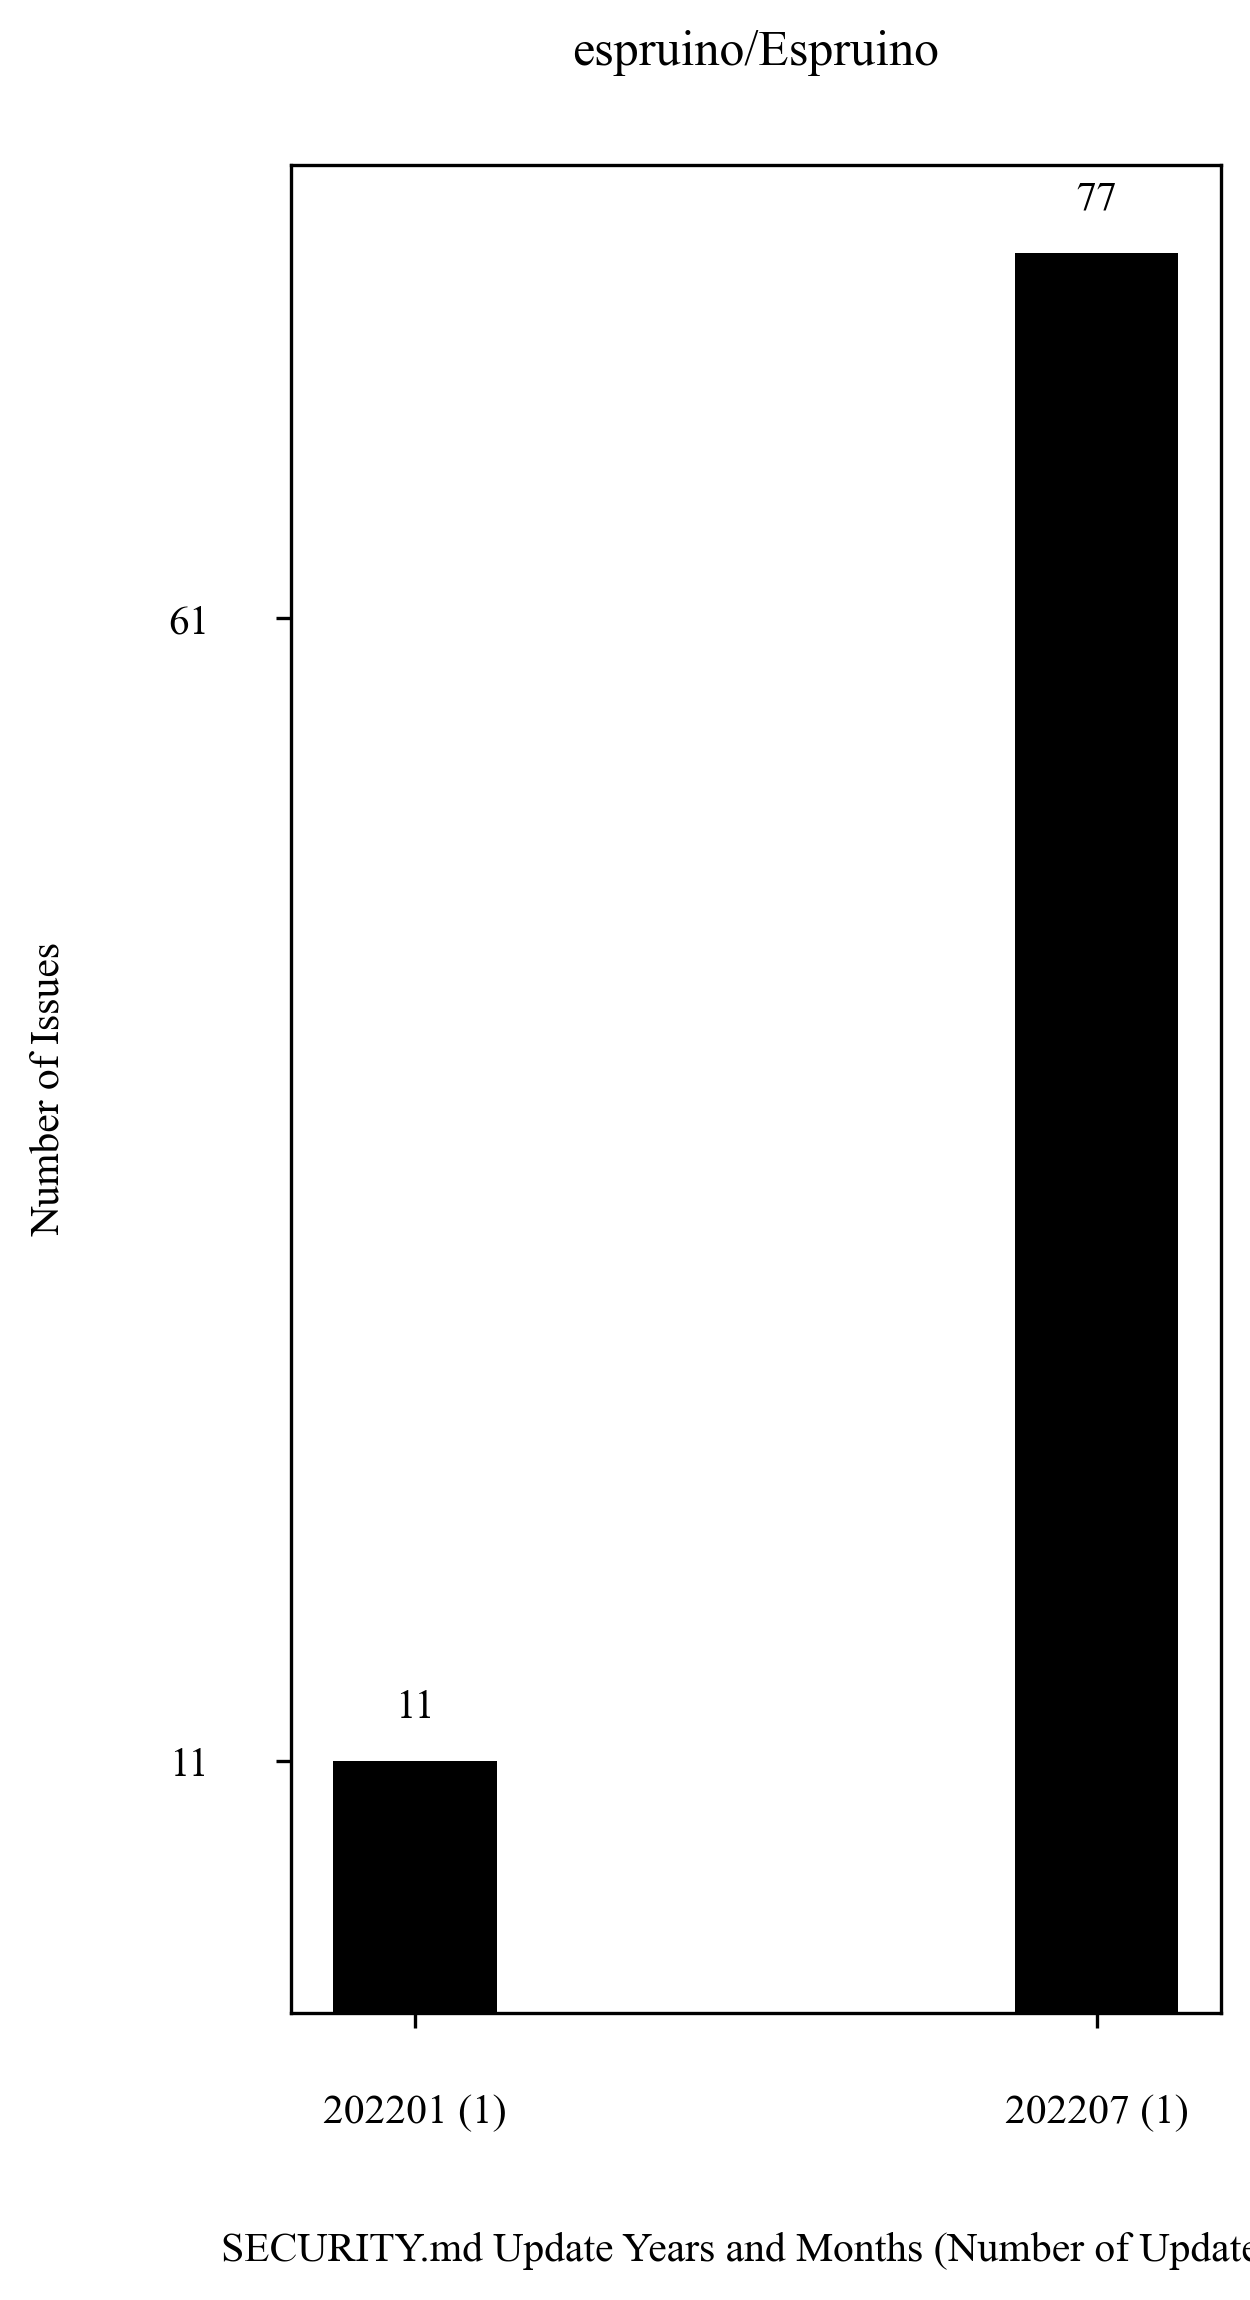 espruino/Espruino
77
61
Number of Issues
11
11
202201 (1) 202207 (1)
SECURITY.md Update Years and Months (Number of Update